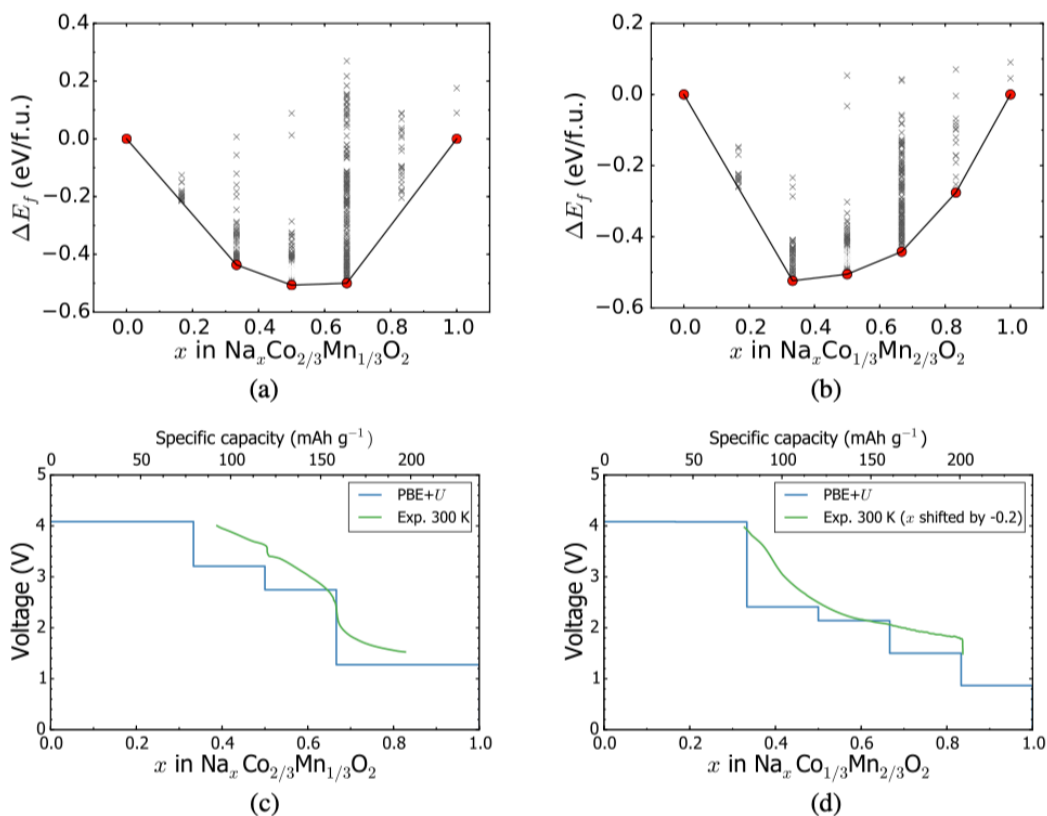 0.4
0.2
0.0
−0.2
−0.4
−0.6
ΔE_f (eV/f.u.)
0.0 0.2 0.4 0.6 0.8 1.0
x in Na_xCo_{2/3}Mn_{1/3}O_2
(a)
0.2
0.0
−0.2
−0.4
−0.6
ΔE_f (eV/f.u.)
0.0 0.2 0.4 0.6 0.8 1.0
x in Na_xCo_{1/3}Mn_{2/3}O_2
(b)
Specific capacity (mAh g^{−1})
0 50 100 150 200
5
4
3
2
1
0
Voltage (V)
PBE+U
Exp. 300 K
0.0 0.2 0.4 0.6 0.8 1.0
x in Na_xCo_{2/3}Mn_{1/3}O_2
(c)
Specific capacity (mAh g^{−1})
0 50 100 150 200
5
4
3
2
1
0
Voltage (V)
PBE+U
Exp. 300 K (x shifted by -0.2)
0.0 0.2 0.4 0.6 0.8 1.0
x in Na_xCo_{1/3}Mn_{2/3}O_2
(d)